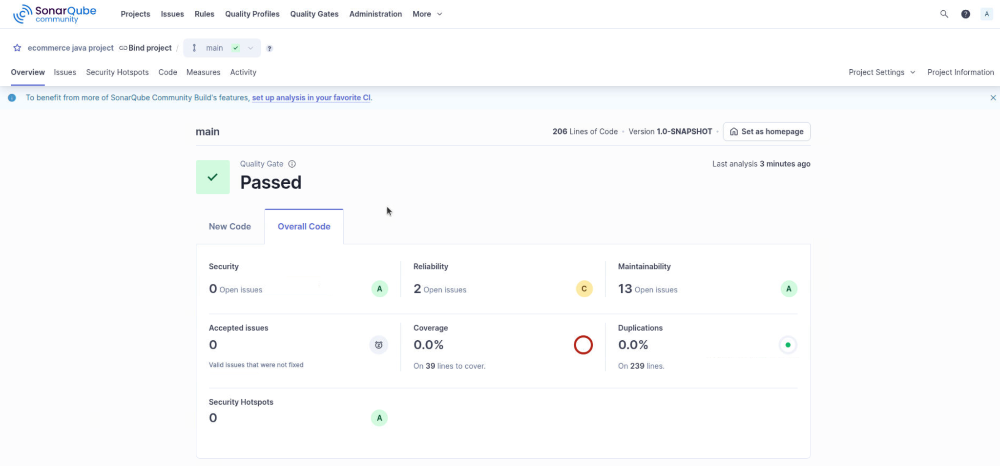 SonarQube community
Projects Issues Rules Quality Profiles Quality Gates Administration More ? A
ecommerce java project Bind project / main ?
Overview Issues Security Hotspots Code Measures Activity Project Settings Project Information
To benefit from more of SonarQube Community Build's features, set up analysis in your favorite CI.
main 206 Lines of Code • Version 1.0-SNAPSHOT • Set as homepage
Quality Gate Last analysis 3 minutes ago
Passed
New Code Overall Code
Security Reliability Maintainability
0 Open issues A 2 Open issues C 13 Open issues A
Accepted issues Coverage Duplications
0 0.0% 0.0%
Valid issues that were not fixed On 39 lines to cover. On 239 lines.
Security Hotspots
0 A